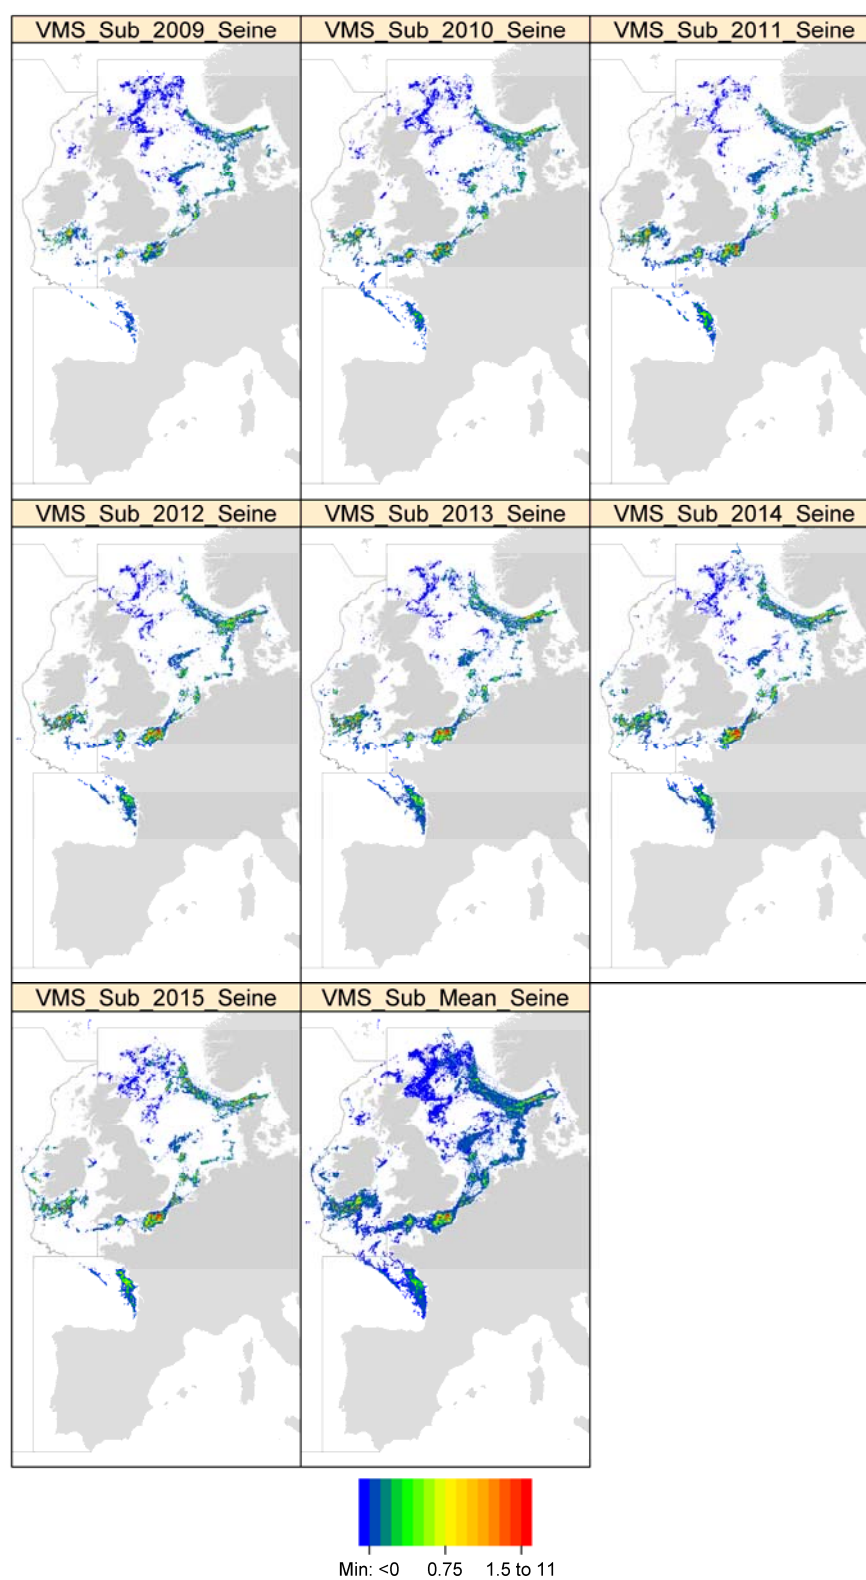 VMS_Sub_2009_Seine
VMS_Sub_2010_Seine
VMS_Sub_2011_Seine
VMS_Sub_2012_Seine
VMS_Sub_2013_Seine
VMS_Sub_2014_Seine
VMS_Sub_2015_Seine
VMS_Sub_Mean_Seine
Min: <0 0.75 1.5 to 11